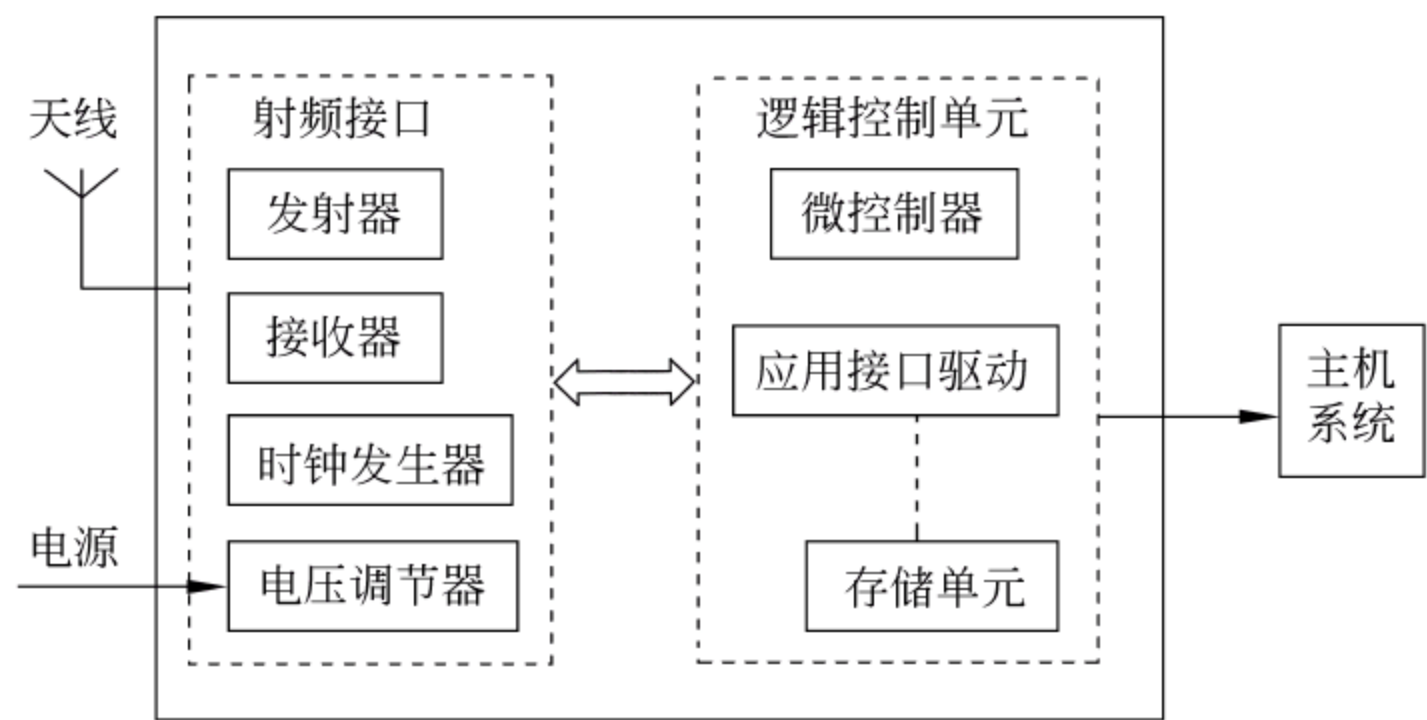 天线
射频接口
发射器
接收器
时钟发生器
电源
电压调节器
逻辑控制单元
微控制器
应用接口驱动
存储单元
主机
系统